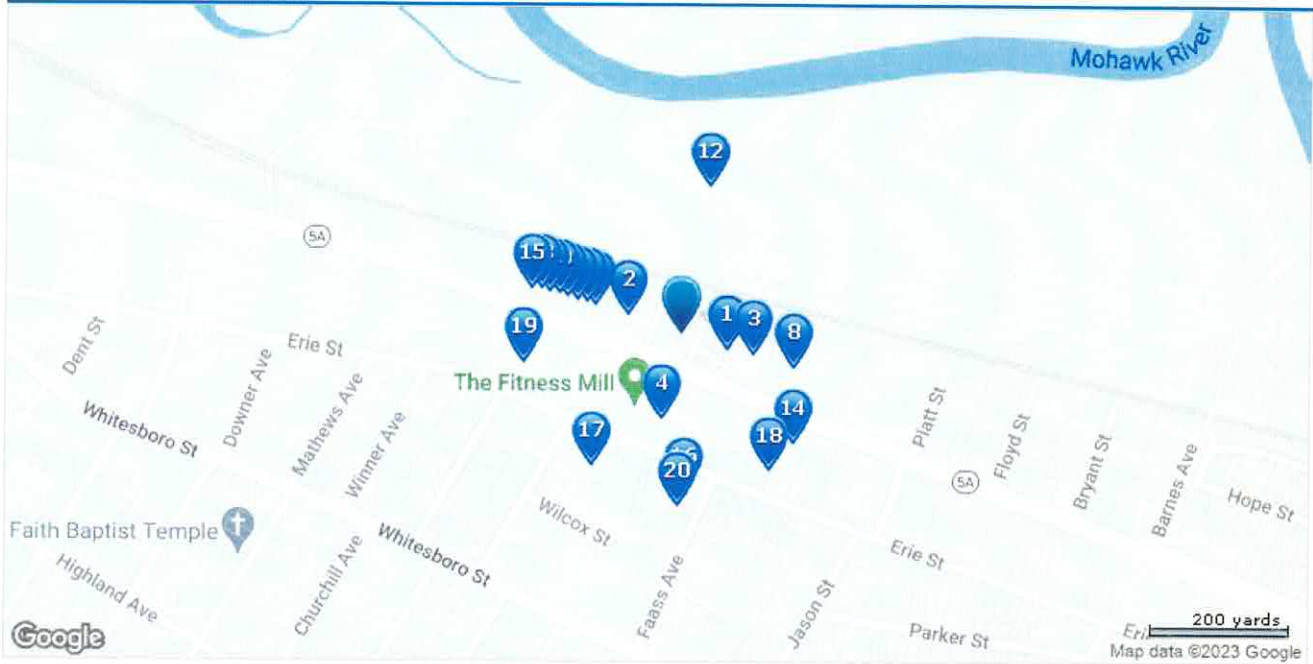 Mohawk River
12
5A
15
2
1
3
8
19
Dent St
Downer Ave
Erie St
Mathews Ave
The Fitness Mill
4
14
17
18
20
Whitesboro St
Winner Ave
Platt St
Floyd St
Bryant St
Barnes Ave
5A
Hope St
Faith Baptist Temple
Wilcox St
Whitesboro St
Churchill Ave
Highland Ave
Faass Ave
Erie St
Jason St
Parker St
200 yards
Google
Map data ©2023 Google